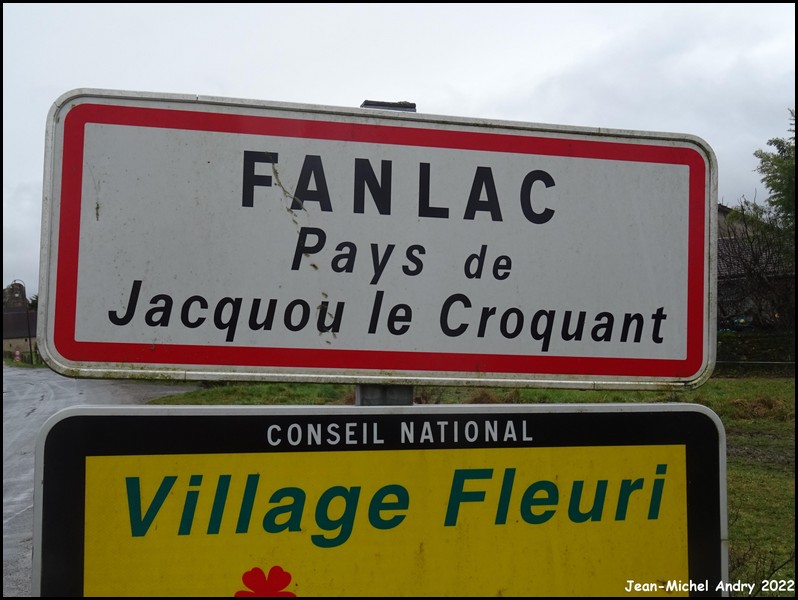 FANLAC
Pays de
Jacquou le Croquant
CONSEIL NATIONAL
Village Fleuri
Jean-Michel Andry 2022